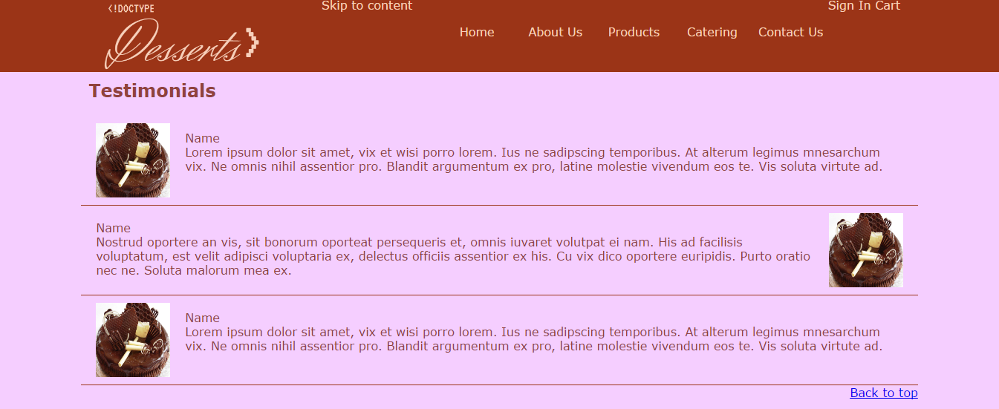 <!DOCTYPE
Desserts>
Skip to content
Sign In Cart
Home About Us Products Catering Contact Us
Testimonials
Name
Lorem ipsum dolor sit amet, vix et wisi porro lorem. Ius ne sadipscing temporibus. At alterum legimus mnesarchum
vix. Ne omnis nihil assentior pro. Blandit argumentum ex pro, latine molestie vivendum eos te. Vis soluta virtute ad.
Name
Nostrud oportere an vis, sit bonorum oporteat persequeris et, omnis iuvaret volutpat ei nam. His ad facilisis
voluptatum, est velit adipisci voluptaria ex, delectus officiis assentior ex his. Cu vix dico oportere euripidis. Purto oratio
nec ne. Soluta malorum mea ex.
Name
Lorem ipsum dolor sit amet, vix et wisi porro lorem. Ius ne sadipscing temporibus. At alterum legimus mnesarchum
vix. Ne omnis nihil assentior pro. Blandit argumentum ex pro, latine molestie vivendum eos te. Vis soluta virtute ad.
Back to top